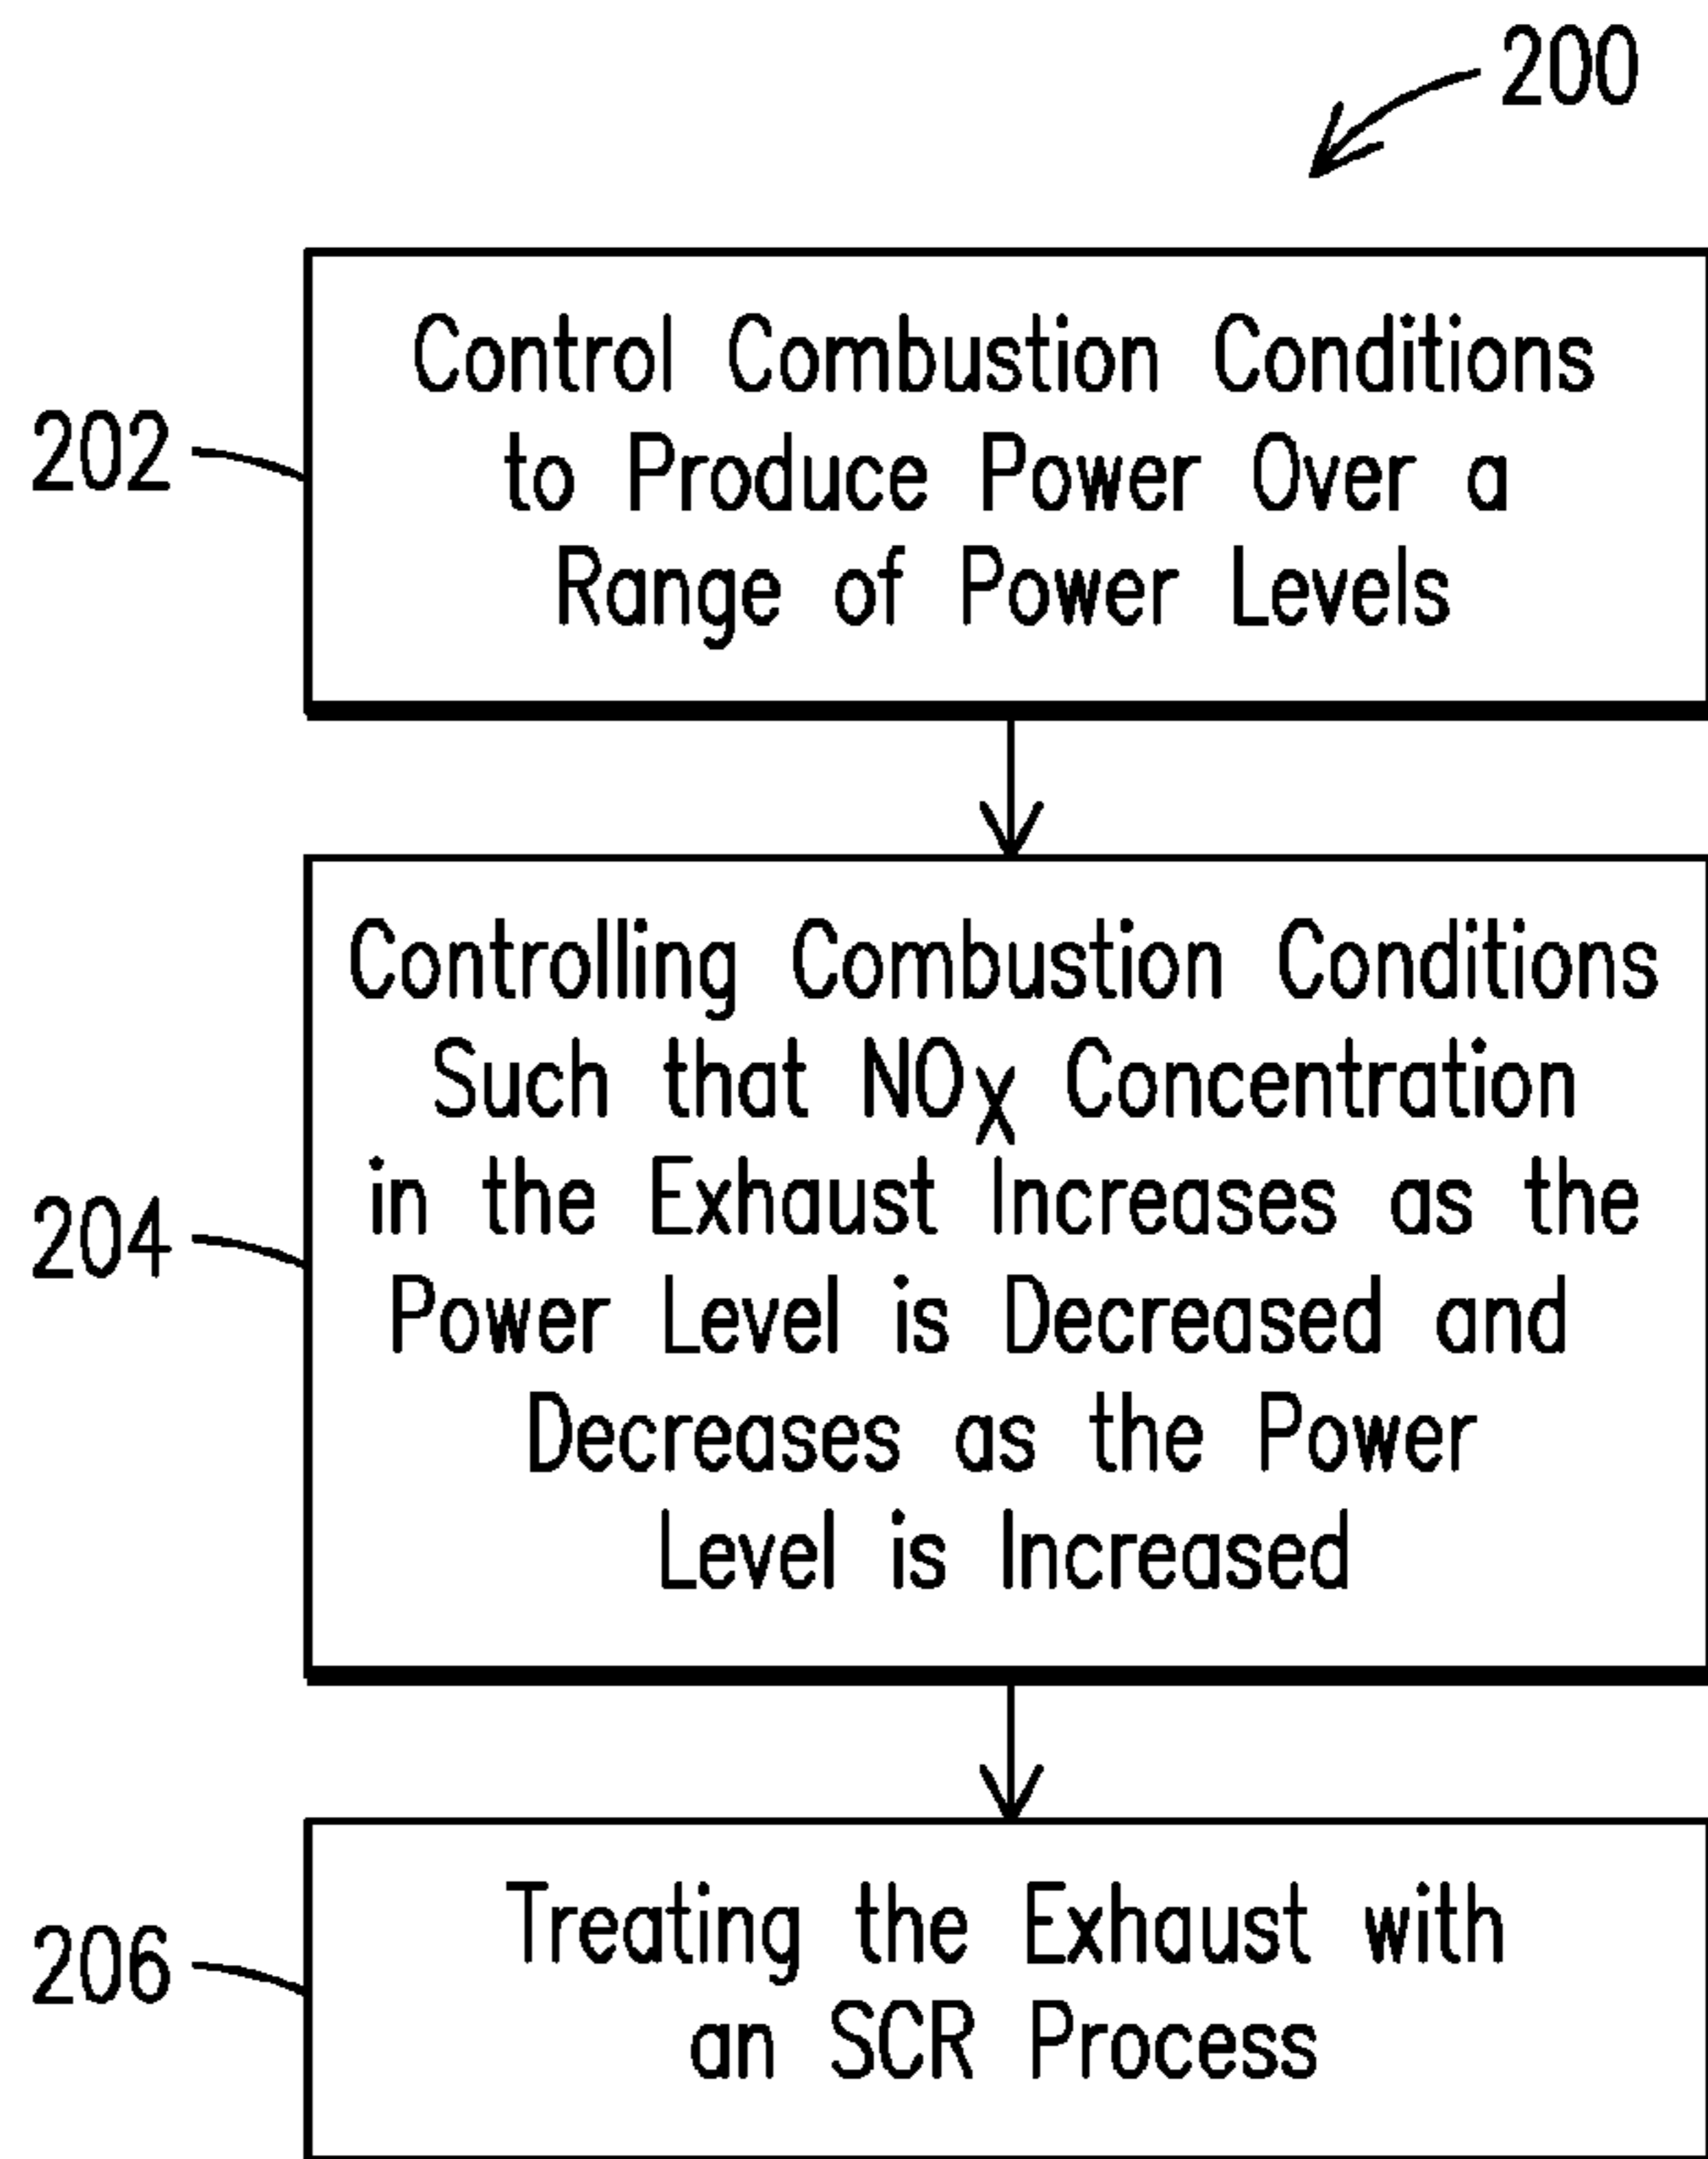 200
202
Control Combustion Conditions
to Produce Power Over a
Range of Power Levels
204
Controlling Combustion Conditions
Such that NOX Concentration
in the Exhaust Increases as the
Power Level is Decreased and
Decreases as the Power
Level is Increased
206
Treating the Exhaust with
an SCR Process